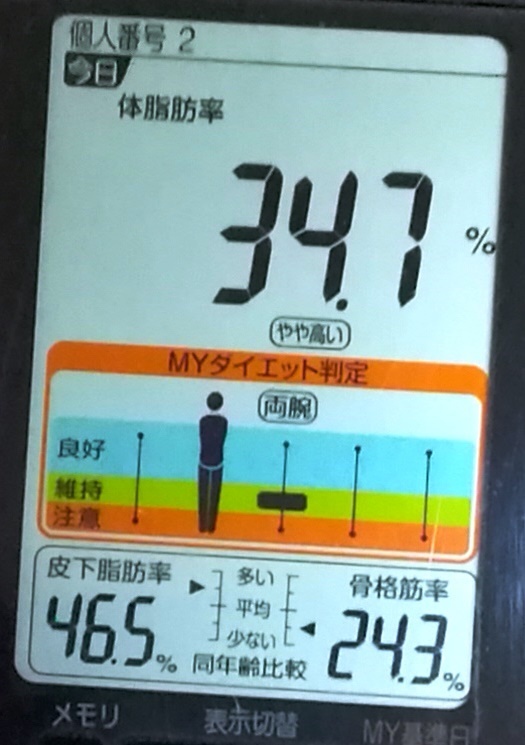 個人番号 2
今日
体脂肪率
34.7 %
やや高い
MYダイエット判定
両腕
良好
維持
注意
皮下脂肪率
46.5%
多い
平均
少ない
同年齢比較
骨格筋率
24.3%
メモリ 表示切替 MY基準日